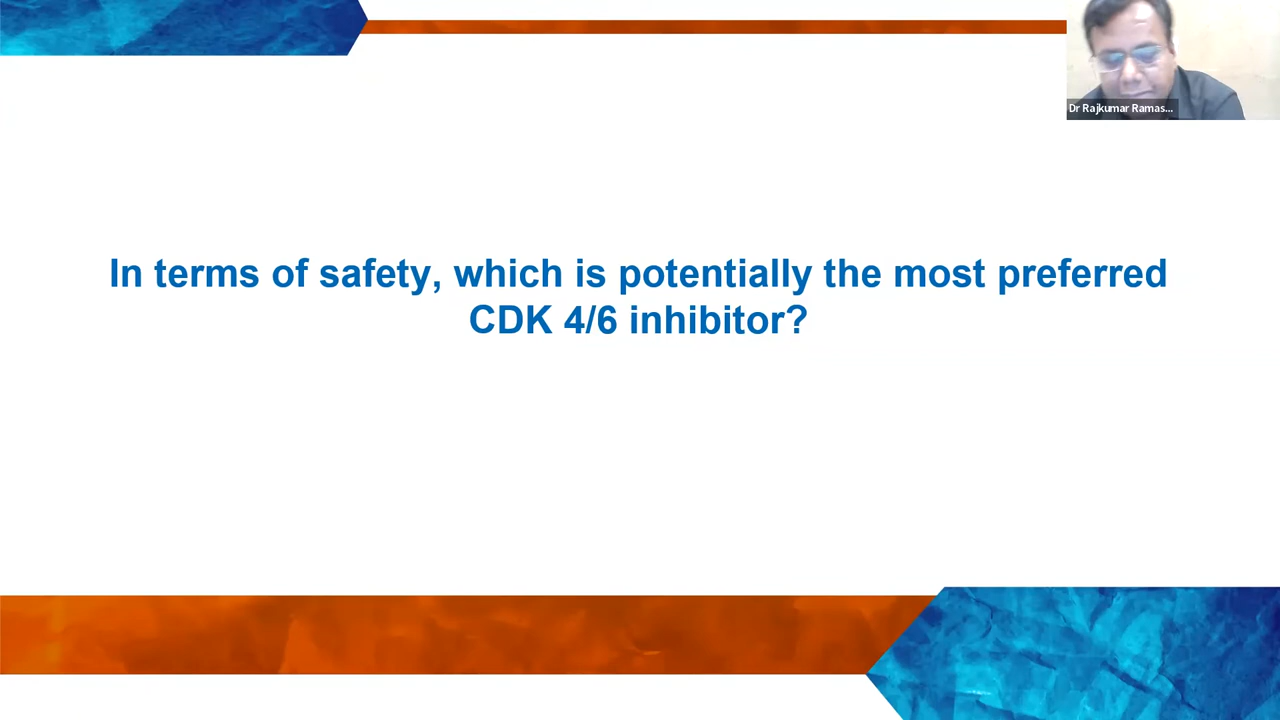 Dr Rajkumar Ramas...
In terms of safety, which is potentially the most preferred
CDK 4/6 inhibitor?